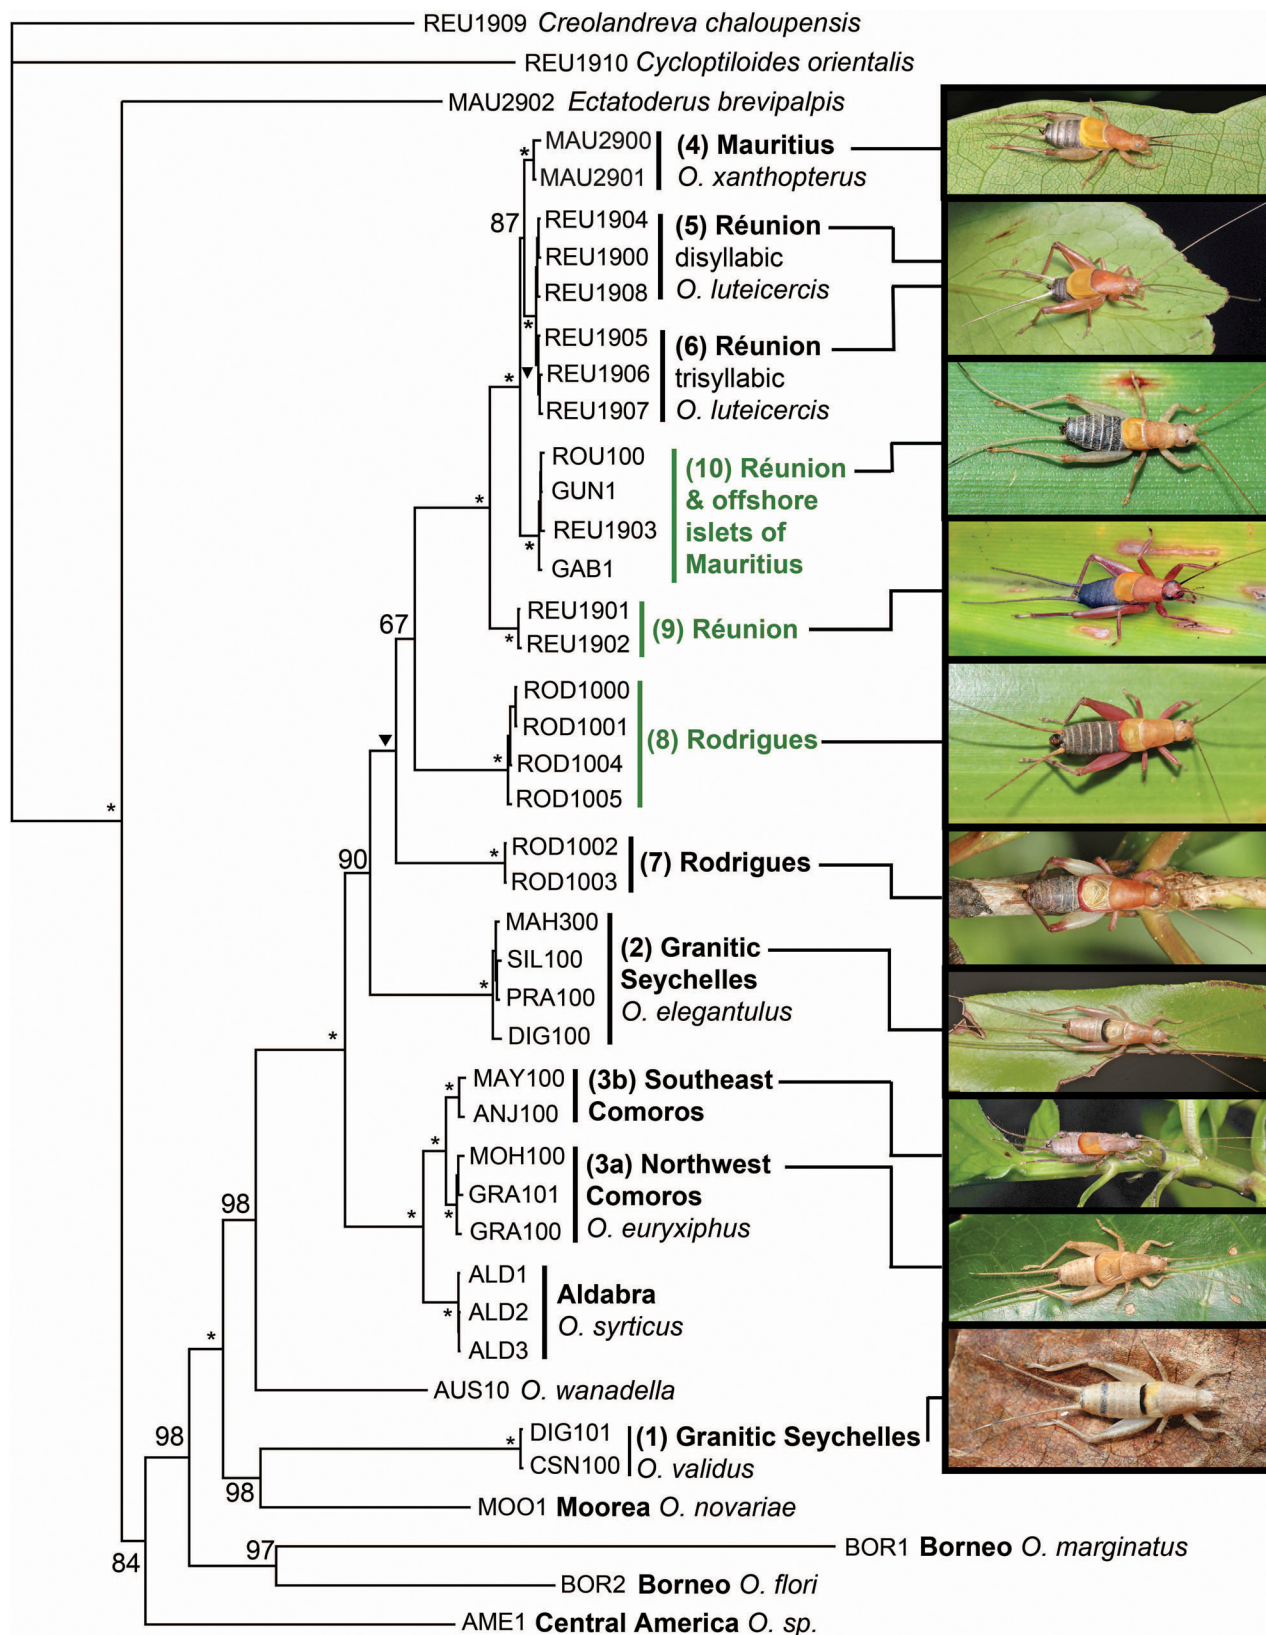 REU1909 Creolandreva chaloupensis
REU1910 Cycloptiloides orientalis
MAU2902 Ectatoderus brevipalpis
*
MAU2900
MAU2901
(4) Mauritius
O. xanthopterus
87
REU1904
REU1900
REU1908
(5) Réunion
disyllabic
O. luteicercis
*
REU1905
REU1906
REU1907
(6) Réunion
trisyllabic
O. luteicercis
*
ROU100
GUN1
REU1903
GAB1
(10) Réunion
& offshore
islets of
Mauritius
*
*
REU1901
REU1902
(9) Réunion
*
67
ROD1000
ROD1001
ROD1004
ROD1005
(8) Rodrigues
*
*
90
ROD1002
ROD1003
(7) Rodrigues
*
MAH300
SIL100
PRA100
DIG100
(2) Granitic
Seychelles
O. elegantulus
*
*
MAY100
ANJ100
(3b) Southeast
Comoros
*
*
MOH100
GRA101
GRA100
(3a) Northwest
Comoros
O. euryxiphus
*
*
98
ALD1
ALD2
ALD3
Aldabra
O. syrticus
*
*
AUS10 O. wanadella
98
DIG101
CSN100
(1) Granitic Seychelles
O. validus
*
98
MOO1 Moorea O. novariae
97
BOR1 Borneo O. marginatus
84
BOR2 Borneo O. flori
AME1 Central America O. sp.